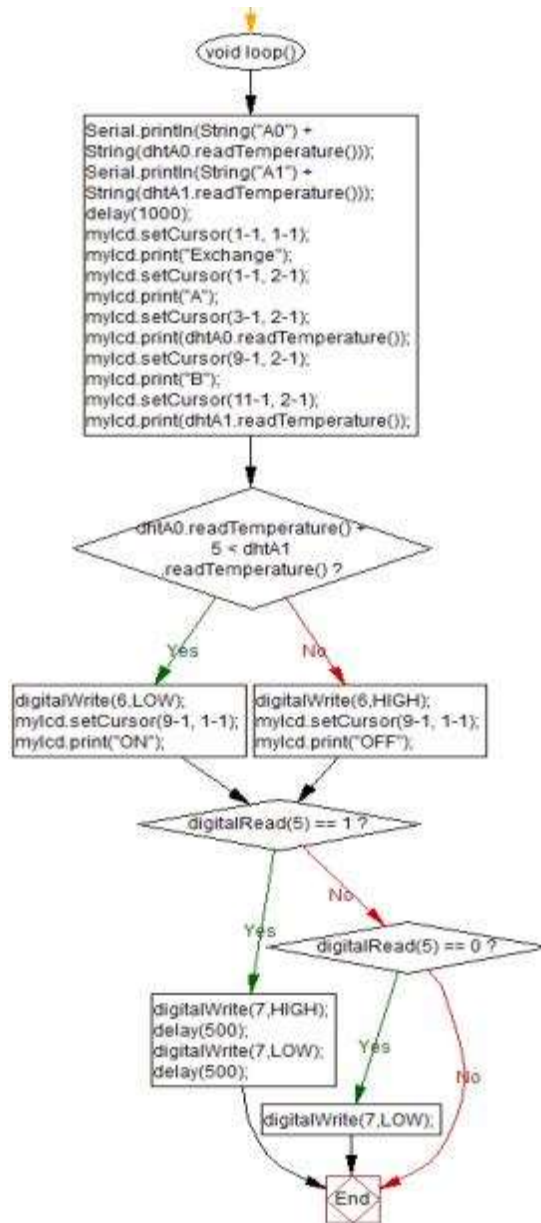 void loop()
Serial.println(String("A0") +
String(dhtA0.readTemperature()));
Serial.println(String("A1") +
String(dhtA1.readTemperature()));
delay(1000);
mylcd.setCursor(1-1, 1-1);
mylcd.print("Exchange");
mylcd.setCursor(1-1, 2-1);
mylcd.print("A");
mylcd.setCursor(3-1, 2-1);
mylcd.print(dhtA0.readTemperature());
mylcd.setCursor(9-1, 2-1);
mylcd.print("B");
mylcd.setCursor(11-1, 2-1);
mylcd.print(dhtA1.readTemperature());
dhtA0.readTemperature() +
5 < dhtA1
.readTemperature() ?
Yes
No
digitalWrite(6,LOW);
mylcd.setCursor(9-1, 1-1);
mylcd.print("ON");
digitalWrite(6,HIGH);
mylcd.setCursor(9-1, 1-1);
mylcd.print("OFF");
digitalRead(5) == 1 ?
No
Yes
digitalRead(5) == 0 ?
digitalWrite(7,HIGH);
delay(500);
digitalWrite(7,LOW);
delay(500);
Yes
No
digitalWrite(7,LOW);
End